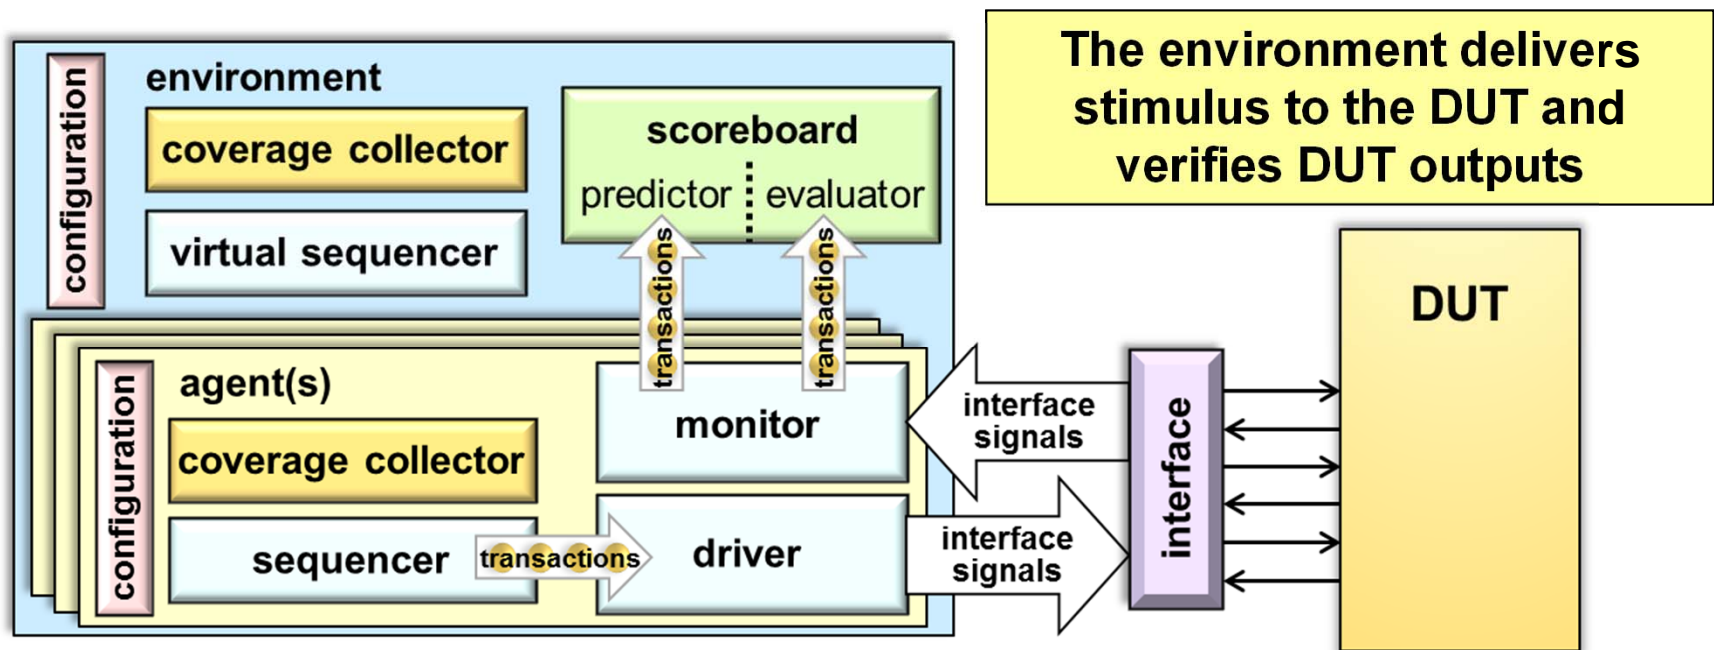 The environment delivers
stimulus to the DUT and
verifies DUT outputs
configuration
environment
coverage collector
virtual sequencer
scoreboard
predictor evaluator
transactions
transactions
configuration
agent(s)
coverage collector
sequencer
transactions
monitor
driver
interface
signals
interface
signals
interface
DUT